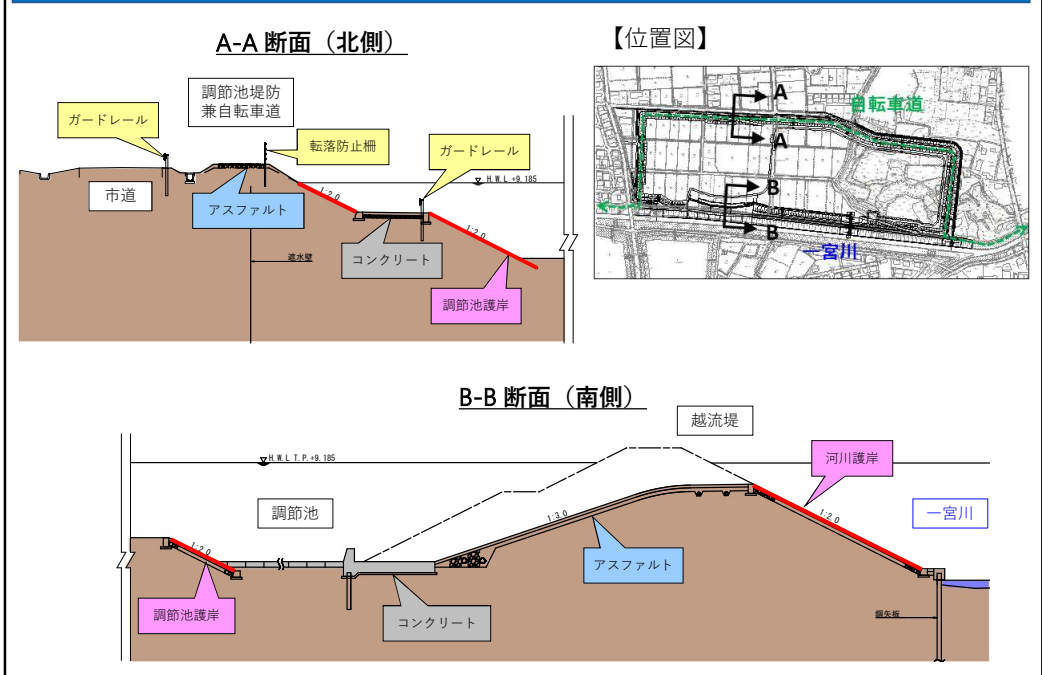 A-A 断面（北側）
【位置図】
調節池堤防
兼自転車道
ガードレール
転落防止柵
ガードレール
市道
アスファルト
1:2.0
H.W.L +9.185
1:2.0
コンクリート
遮水壁
調節池護岸
A
A
自転車道
B
B
一宮川
B-B 断面（南側）
越流堤
H.W.L T.P.+9.185
河川護岸
調節池
1:3.0
1:2.0
一宮川
1:2.0
アスファルト
調節池護岸
コンクリート
鋼矢板